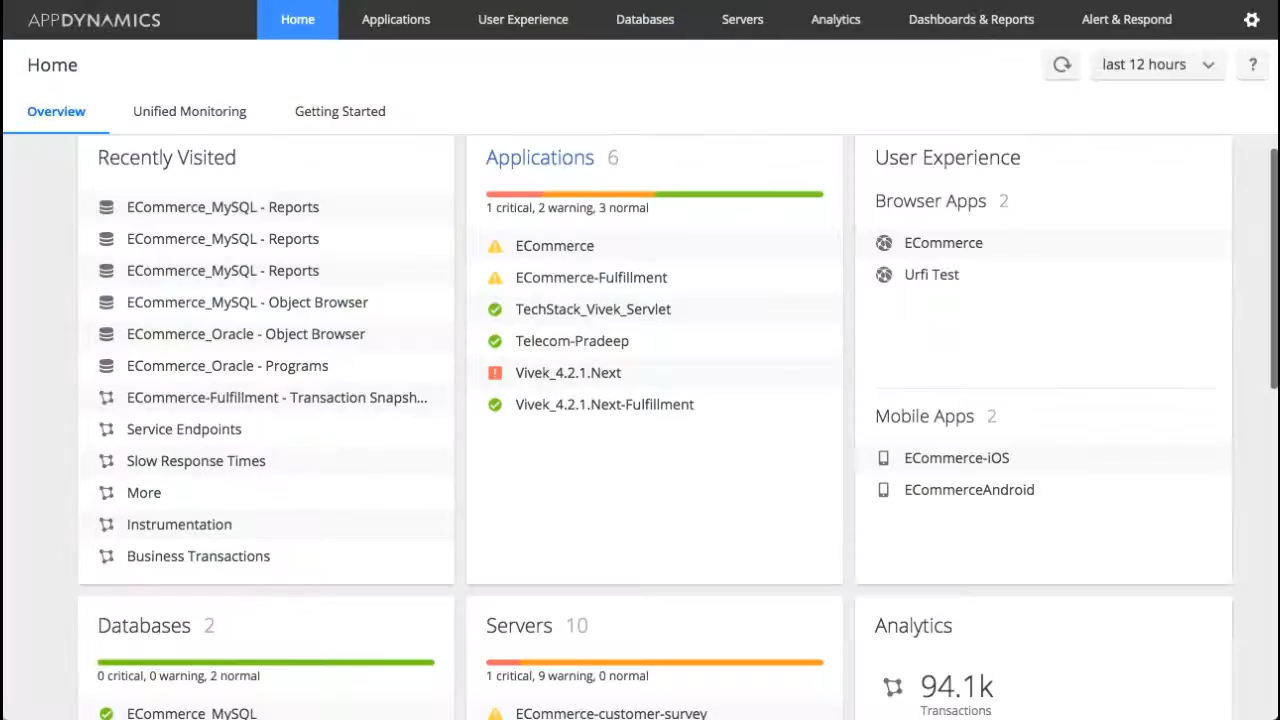 APPDYNAMICS
Home
Applications
User Experience
Databases
Servers
Analytics
Dashboards & Reports
Alert & Respond
Home
last 12 hours
?
Overview
Unified Monitoring
Getting Started
Recently Visited
ECommerce_MySQL - Reports
ECommerce_MySQL - Reports
ECommerce_MySQL - Reports
ECommerce_MySQL - Object Browser
ECommerce_Oracle - Object Browser
ECommerce_Oracle - Programs
ECommerce-Fulfillment - Transaction Snapsh...
Service Endpoints
Slow Response Times
More
Instrumentation
Business Transactions
Applications 6
1 critical, 2 warning, 3 normal
ECommerce
ECommerce-Fulfillment
TechStack_Vivek_Servlet
Telecom-Pradeep
Vivek_4.2.1.Next
Vivek_4.2.1.Next-Fulfillment
User Experience
Browser Apps 2
ECommerce
Urfi Test
Mobile Apps 2
ECommerce-iOS
ECommerceAndroid
Databases 2
0 critical, 0 warning, 2 normal
ECommerce_MySQL
Servers 10
1 critical, 9 warning, 0 normal
ECommerce-customer-survey
Analytics
94.1k
Transactions